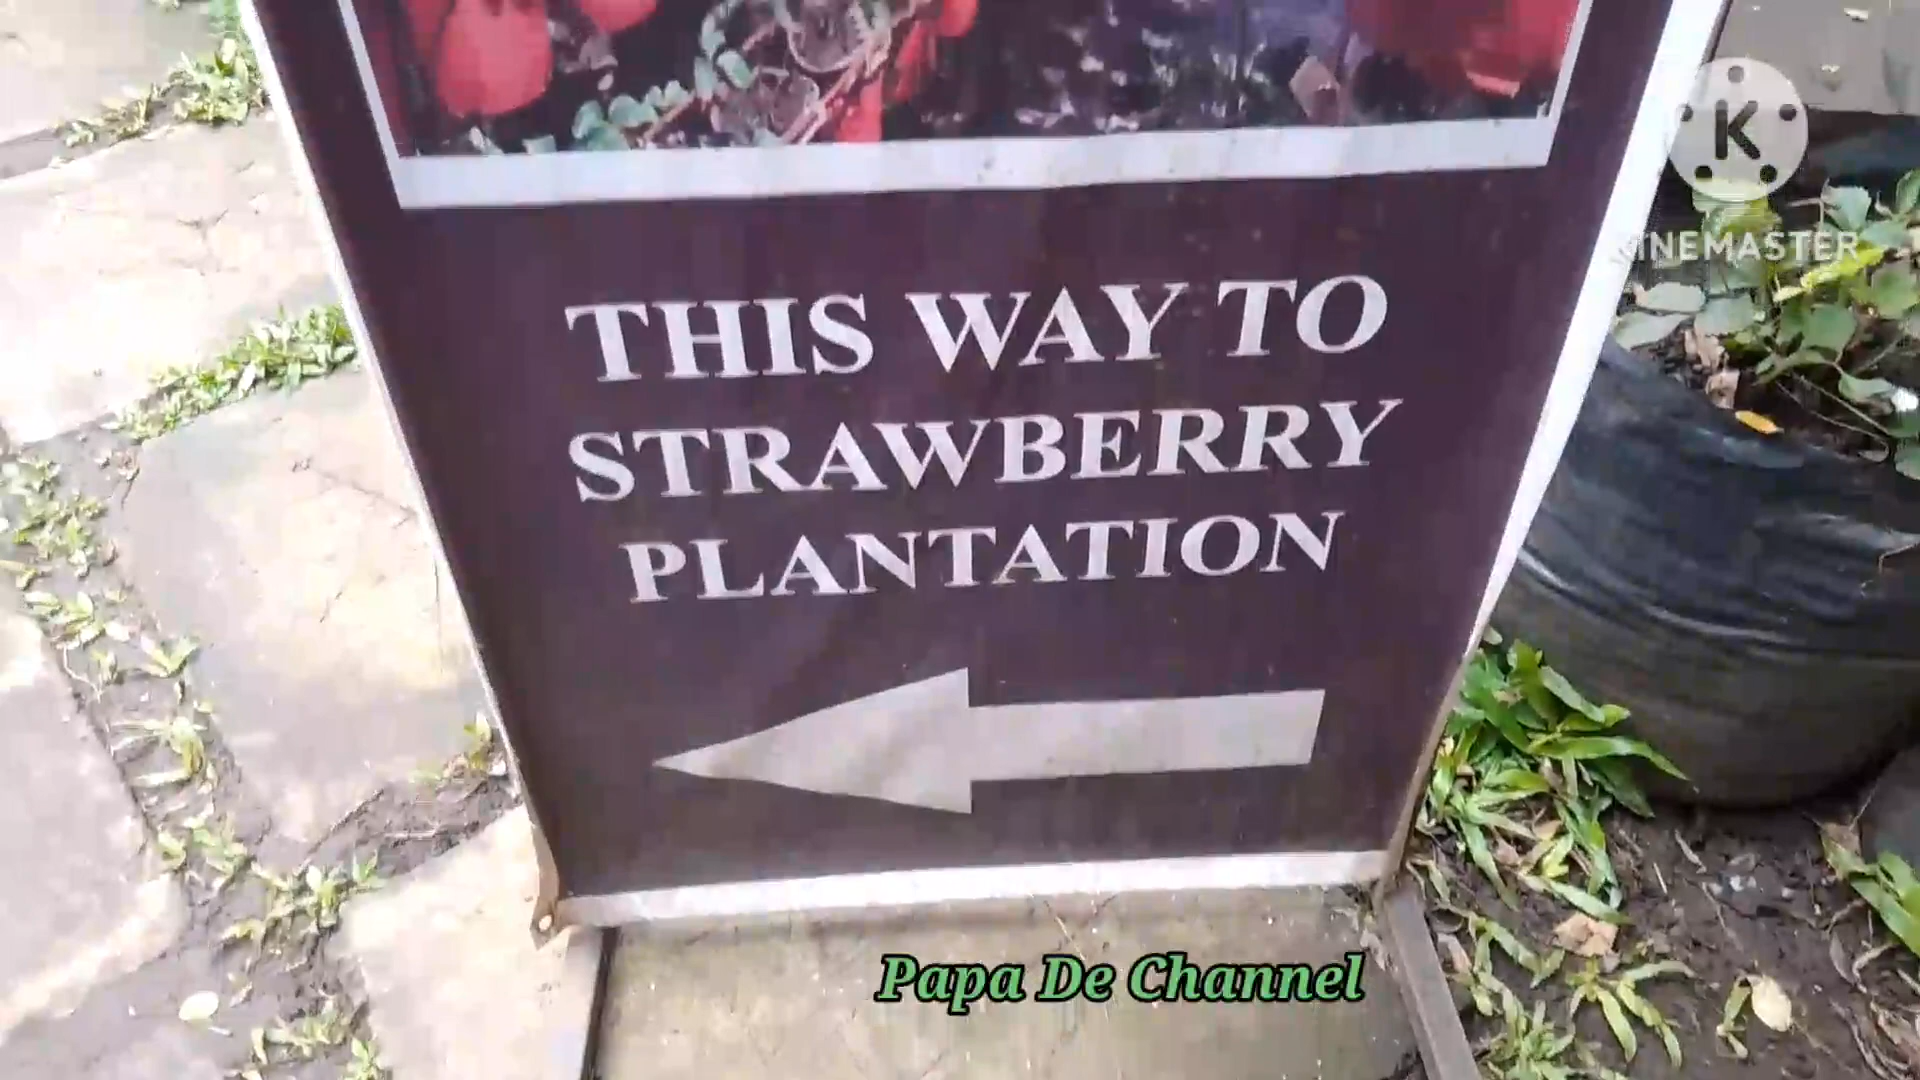 K
KINEMASTER
THIS WAY TO
STRAWBERRY
PLANTATION
Papa De Channel